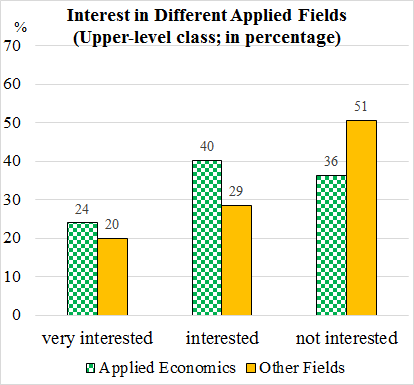 Interest in Different Applied Fields
(Upper-level class; in percentage)
%
70
60
50
40
30
20
10
0
24
20
40
29
36
51
very interested
interested
not interested
Applied Economics
Other Fields